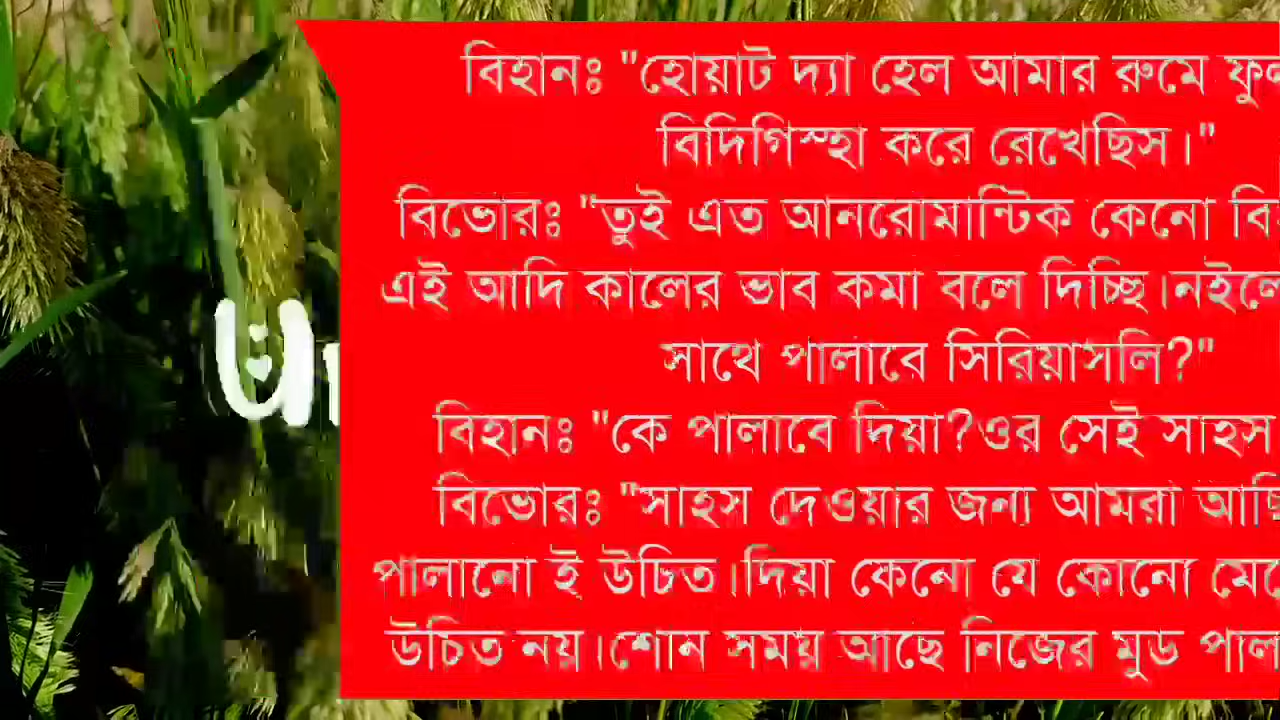 বিহানঃ "হোয়াট দ্যা হেল আমার রুমে
বিদিগিস্হা করে রেখেছিস।"
বিভোরঃ "তুই এত আনরোমান্টিক কেনো
এই আদি কালের ভাব কমা বলে দিচ্ছি।নইলে
সাথে পালাবে সিরিয়াসলি?"
বিহানঃ "কে পালাবে দিয়া?ওর সেই সাহস
বিভোরঃ "সাহস দেওয়ার জন্য আমরা
পালানো ই উচিত।দিয়া কেনো যে কোনো
উচিত নয়।শোন সময় আছে নিজের মুড